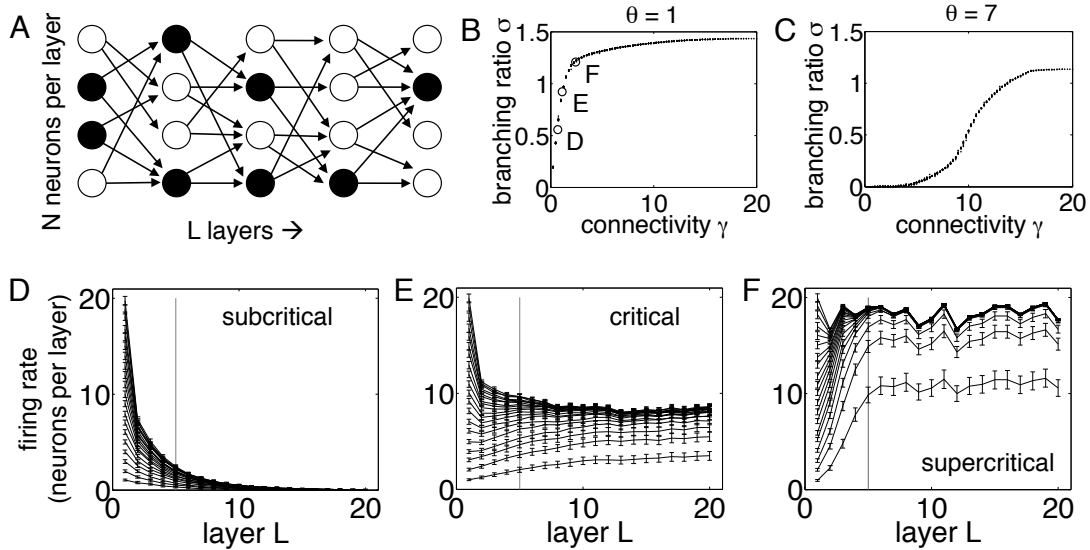 A
N neurons per layer
L layers →
B
θ = 1
branching ratio σ
1.5
1
0.5
0
F
E
D
0
10
20
connectivity γ
C
θ = 7
branching ratio σ
1.5
1
0.5
0
0
10
20
connectivity γ
D
firing rate
(neurons per layer)
20
10
0
subcritical
0
10
20
layer L
E
20
10
0
critical
0
10
20
layer L
F
20
10
0
supercritical
0
10
20
layer L